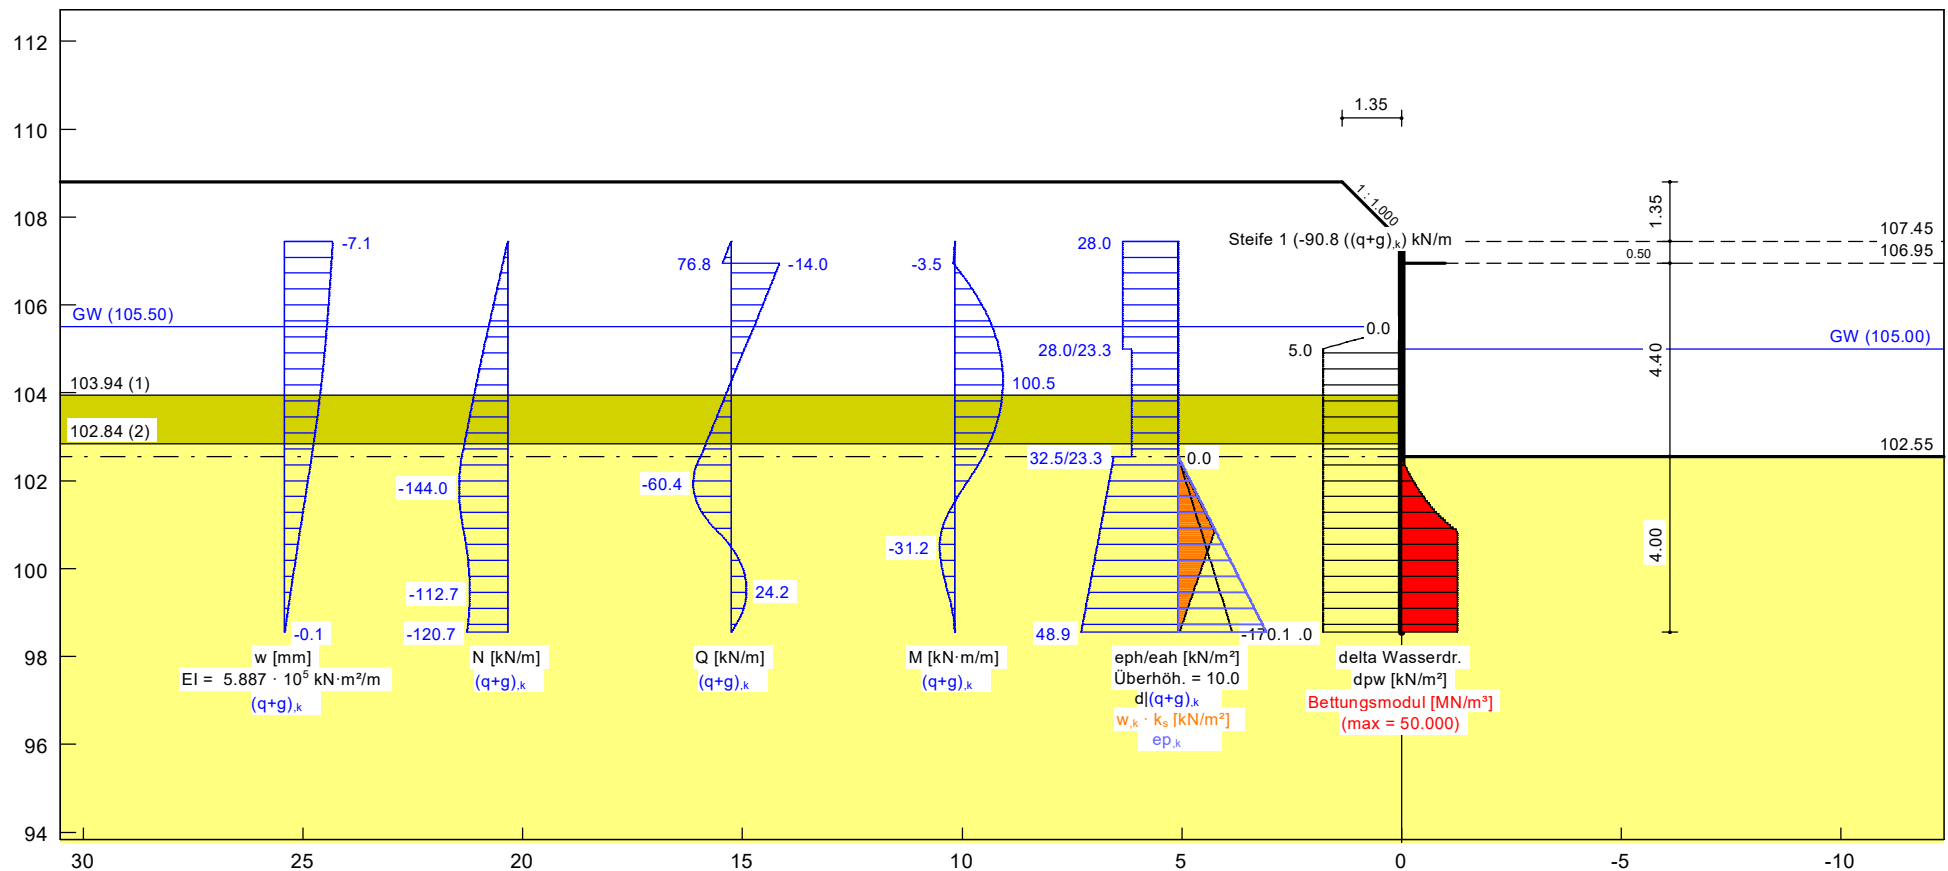 112
110
108
106
104
102
100
98
96
94
30
25
20
15
10
5
0
-5
-10
1.35
1 : 1.000
Steife 1 (-90.8 ((q+g),k) kN/m
1.35
107.45
106.95
0.50
GW (105.50)
GW (105.00)
4.40
103.94 (1)
102.84 (2)
102.55
4.00
-7.1
-0.1
w [mm]
EI = 5.887 · 10⁵ kN·m²/m
(q+g),k
-144.0
-112.7
-120.7
N [kN/m]
(q+g),k
76.8
-14.0
-60.4
24.2
Q [kN/m]
(q+g),k
-3.5
100.5
-31.2
M [kN·m/m]
(q+g),k
28.0
28.0/23.3
32.5/23.3
0.0
48.9
-170.1
eph/eah [kN/m²]
Überhöh. = 10.0
d|(q+g),k
w,k · ks [kN/m²]
ep,k
0.0
5.0
.0
delta Wasserdr.
dpw [kN/m²]
Bettungsmodul [MN/m³]
(max = 50.000)